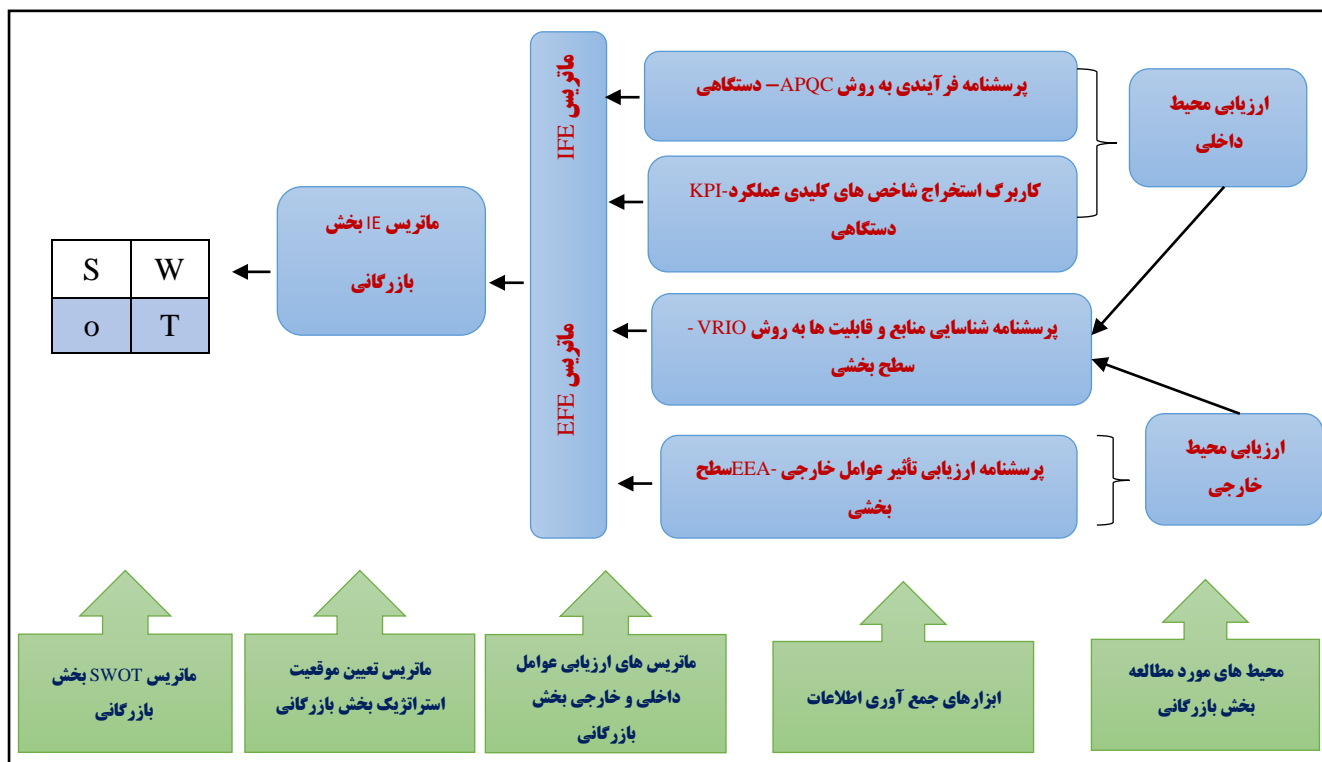 ارزیابی محیط
داخلی
ارزیابی محیط
خارجی
پرسشنامه فرآیندی به روش APQC– دستگاهی
کاربرگ استخراج شاخص های کلیدی عملکرد-KPI
دستگاهی
پرسشنامه شناسایی منابع و قابلیت ها به روش VRIO -
سطح بخشی
پرسشنامه ارزیابی تأثیر عوامل خارجی -EEAسطح
بخشی
ماتریس IFE
ماتریس EFE
ماتریس IE بخش
بازرگانی
S W
o T
محیط های مورد مطالعه
بخش بازرگانی
ابزارهای جمع آوری اطلاعات
ماتریس های ارزیابی عوامل
داخلی و خارجی بخش
بازرگانی
ماتریس تعیین موقعیت
استراتژیک بخش بازرگانی
ماتریس SWOT بخش
بازرگانی